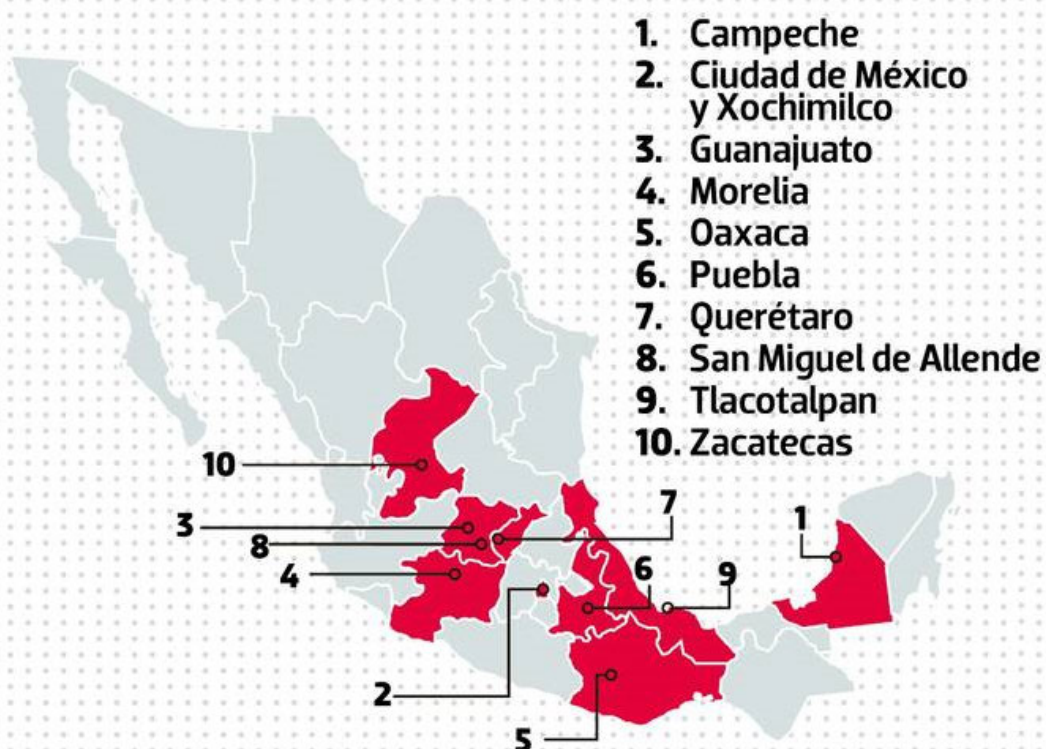 1. Campeche
2. Ciudad de México
y Xochimilco
3. Guanajuato
4. Morelia
5. Oaxaca
6. Puebla
7. Querétaro
8. San Miguel de Allende
9. Tlacotalpan
10. Zacatecas
10
3
8
4
2
5
7
6
9
1